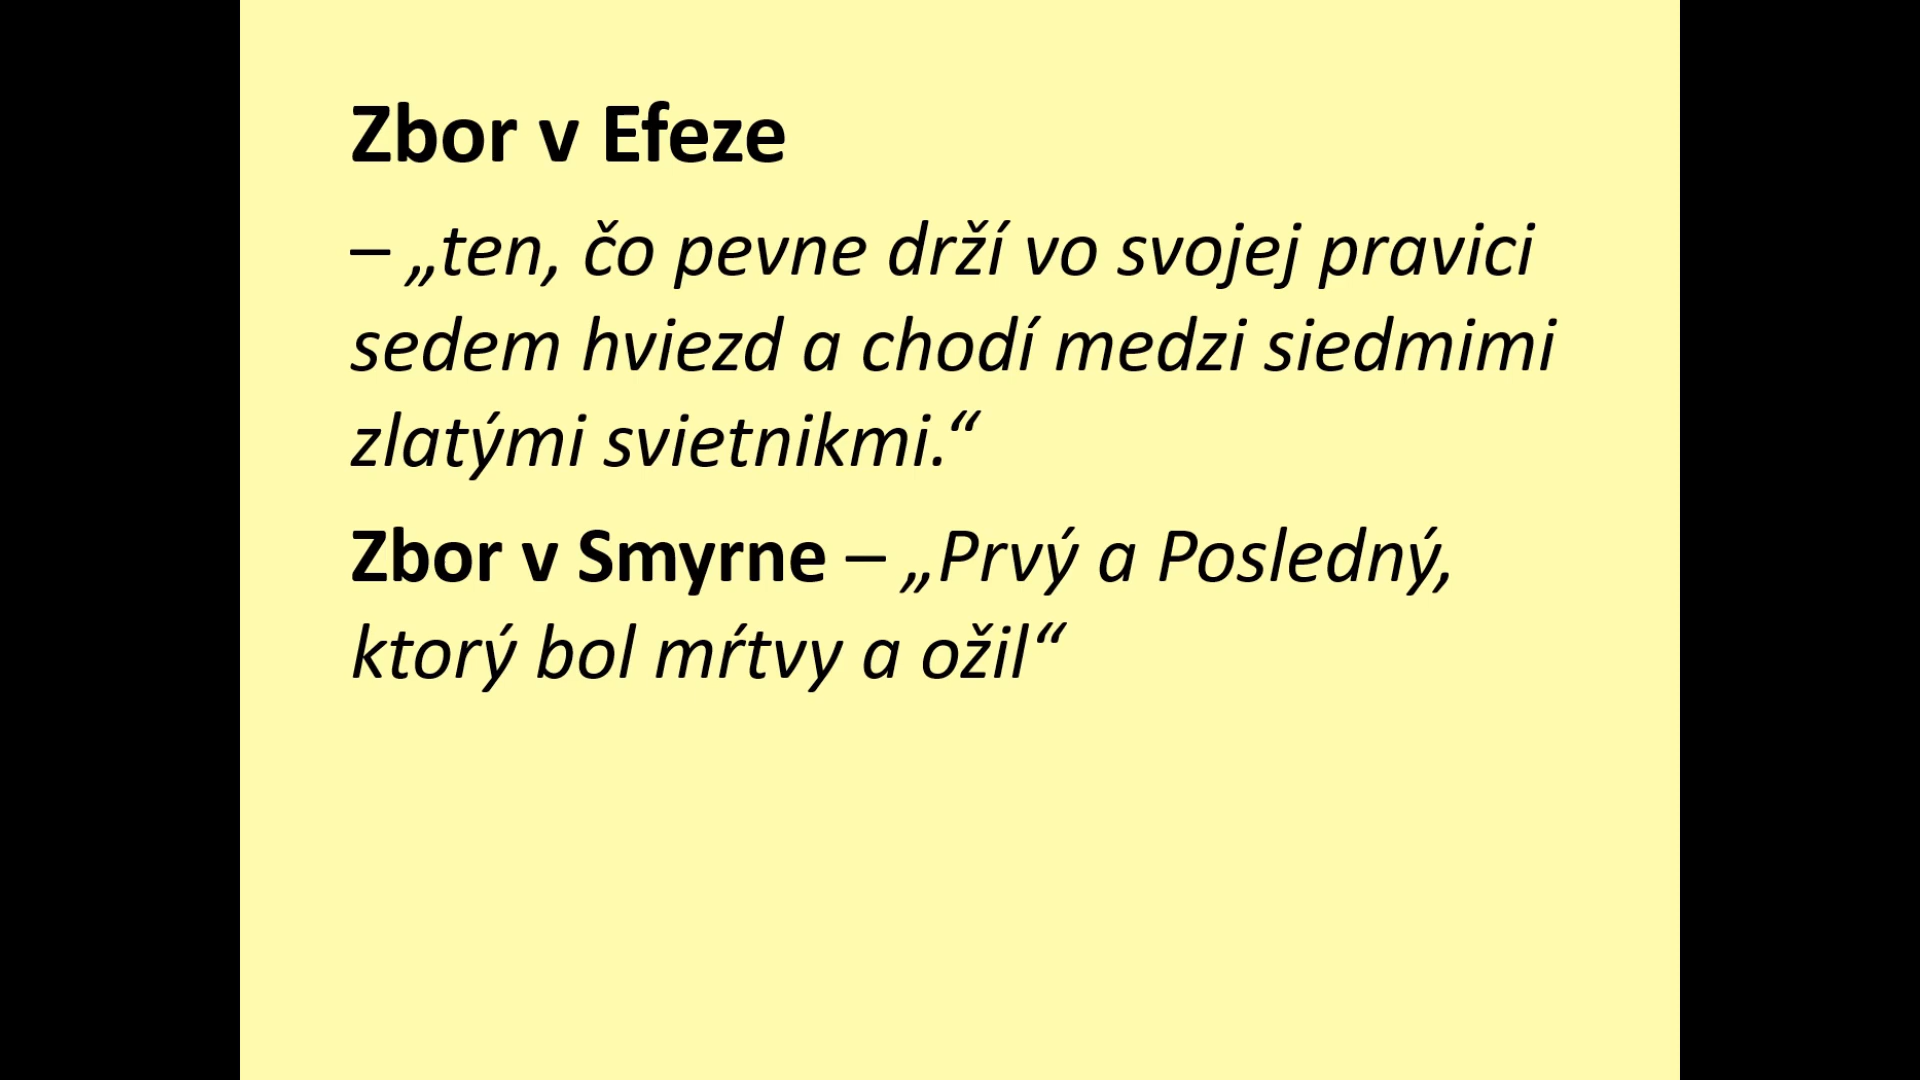 Zbor v Efeze
– „ten, čo pevne drží vo svojej pravici
sedem hviezd a chodí medzi siedmimi
zlatými svietnikmi.“
Zbor v Smyrne – „Prvý a Posledný,
ktorý bol mŕtvy a ožil“